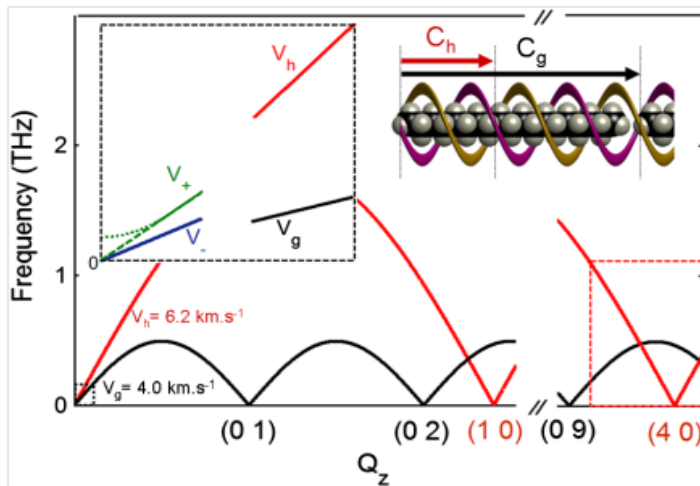 Frequency (THz)
2
1
0
V_h
V_+
V_-
V_g
0
C_h
C_g
V_h= 6.2 km.s⁻¹
V_g= 4.0 km.s⁻¹
//
//
(0 1)
(0 2)
(1 0)
(0 9)
(4 0)
Q_z